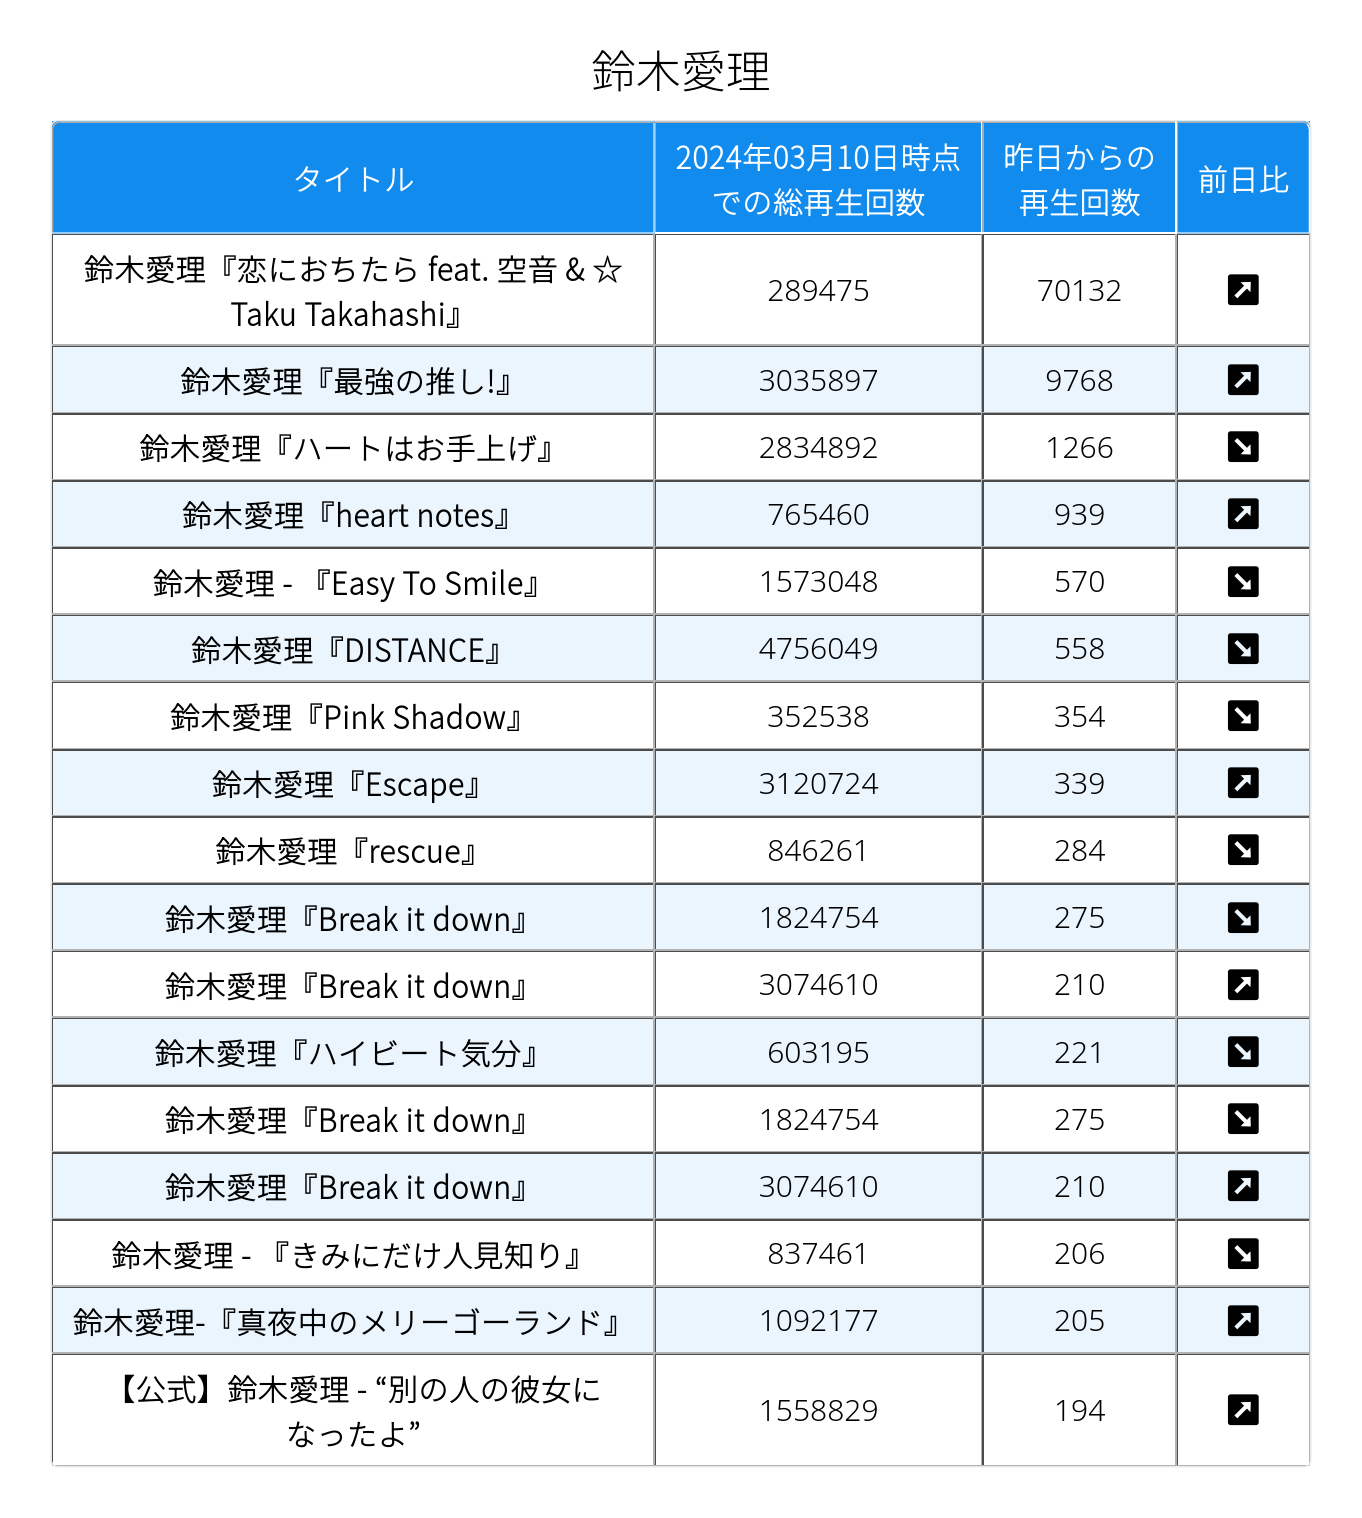 鈴木愛理
タイトル
2024年03月10日時点
での総再生回数
昨日からの
再生回数
前日比
鈴木愛理『恋におちたら feat. 空音 & ☆
Taku Takahashi』
289475
70132
鈴木愛理『最強の推し!』
3035897
9768
鈴木愛理『ハートはお手上げ』
2834892
1266
鈴木愛理『heart notes』
765460
939
鈴木愛理 - 『Easy To Smile』
1573048
570
鈴木愛理『DISTANCE』
4756049
558
鈴木愛理『Pink Shadow』
352538
354
鈴木愛理『Escape』
3120724
339
鈴木愛理『rescue』
846261
284
鈴木愛理『Break it down』
1824754
275
鈴木愛理『Break it down』
3074610
210
鈴木愛理『ハイビート気分』
603195
221
鈴木愛理『Break it down』
1824754
275
鈴木愛理『Break it down』
3074610
210
鈴木愛理 - 『きみにだけ人見知り』
837461
206
鈴木愛理-『真夜中のメリーゴーランド』
1092177
205
【公式】鈴木愛理 - “別の人の彼女に
なったよ”
1558829
194